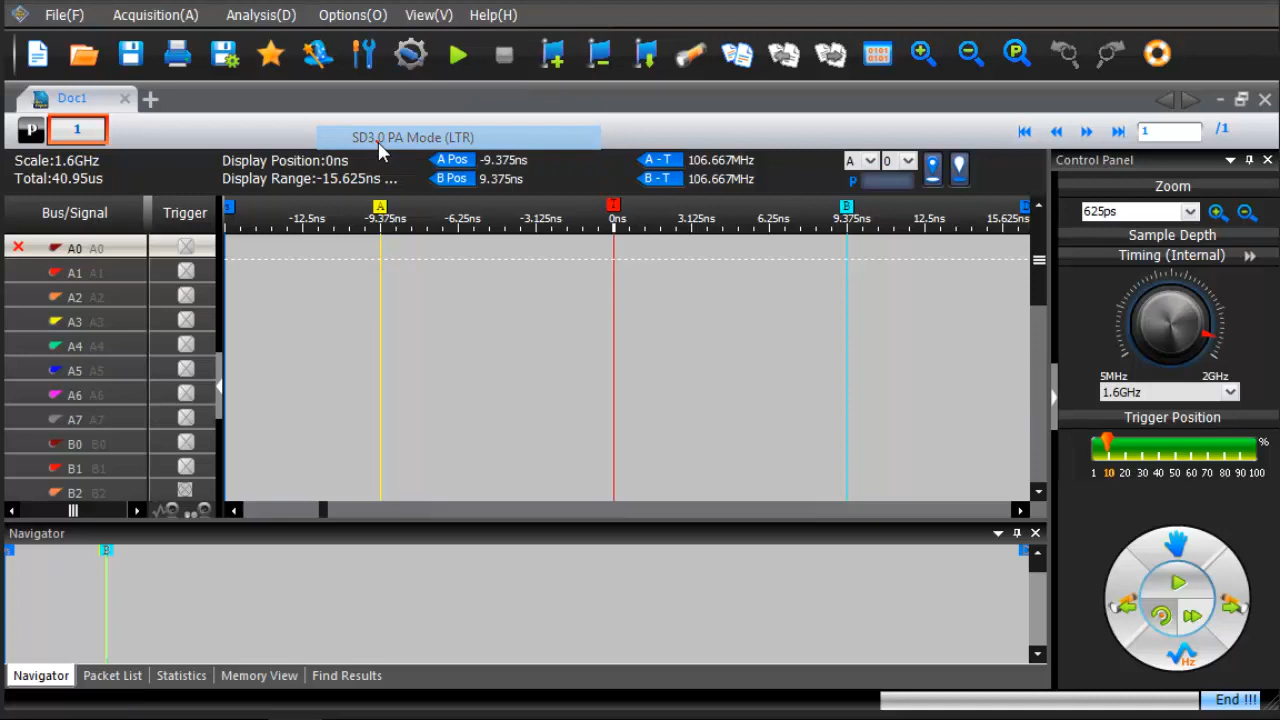 File(F) Acquisition(A) Analysis(D) Options(O) View(V) Help(H)
Doc1
P 1 SD3.0 PA Mode (LTR) 1 /1
Scale:1.6GHz Display Position:0ns A Pos -9.375ns A - T 106.667MHz A 0 Control Panel
Total:40.95us Display Range:-15.625ns ... B Pos 9.375ns B - T 106.667MHz P
Zoom
625ps
Bus/Signal Trigger A T B
-12.5ns -9.375ns -6.25ns -3.125ns 0ns 3.125ns 6.25ns 9.375ns 12.5ns 15.625ns
Sample Depth
Timing (Internal)
A0 A0
A1 A1
A2 A2
A3 A3
A4 A4
A5 A5
A6 A6
A7 A7
B0 B0
B1 B1
B2 B2
5MHz 2GHz
1.6GHz
Trigger Position
%
1 10 20 30 40 50 60 70 80 90 100
Navigator
B
Hz
Navigator Packet List Statistics Memory View Find Results
End !!!